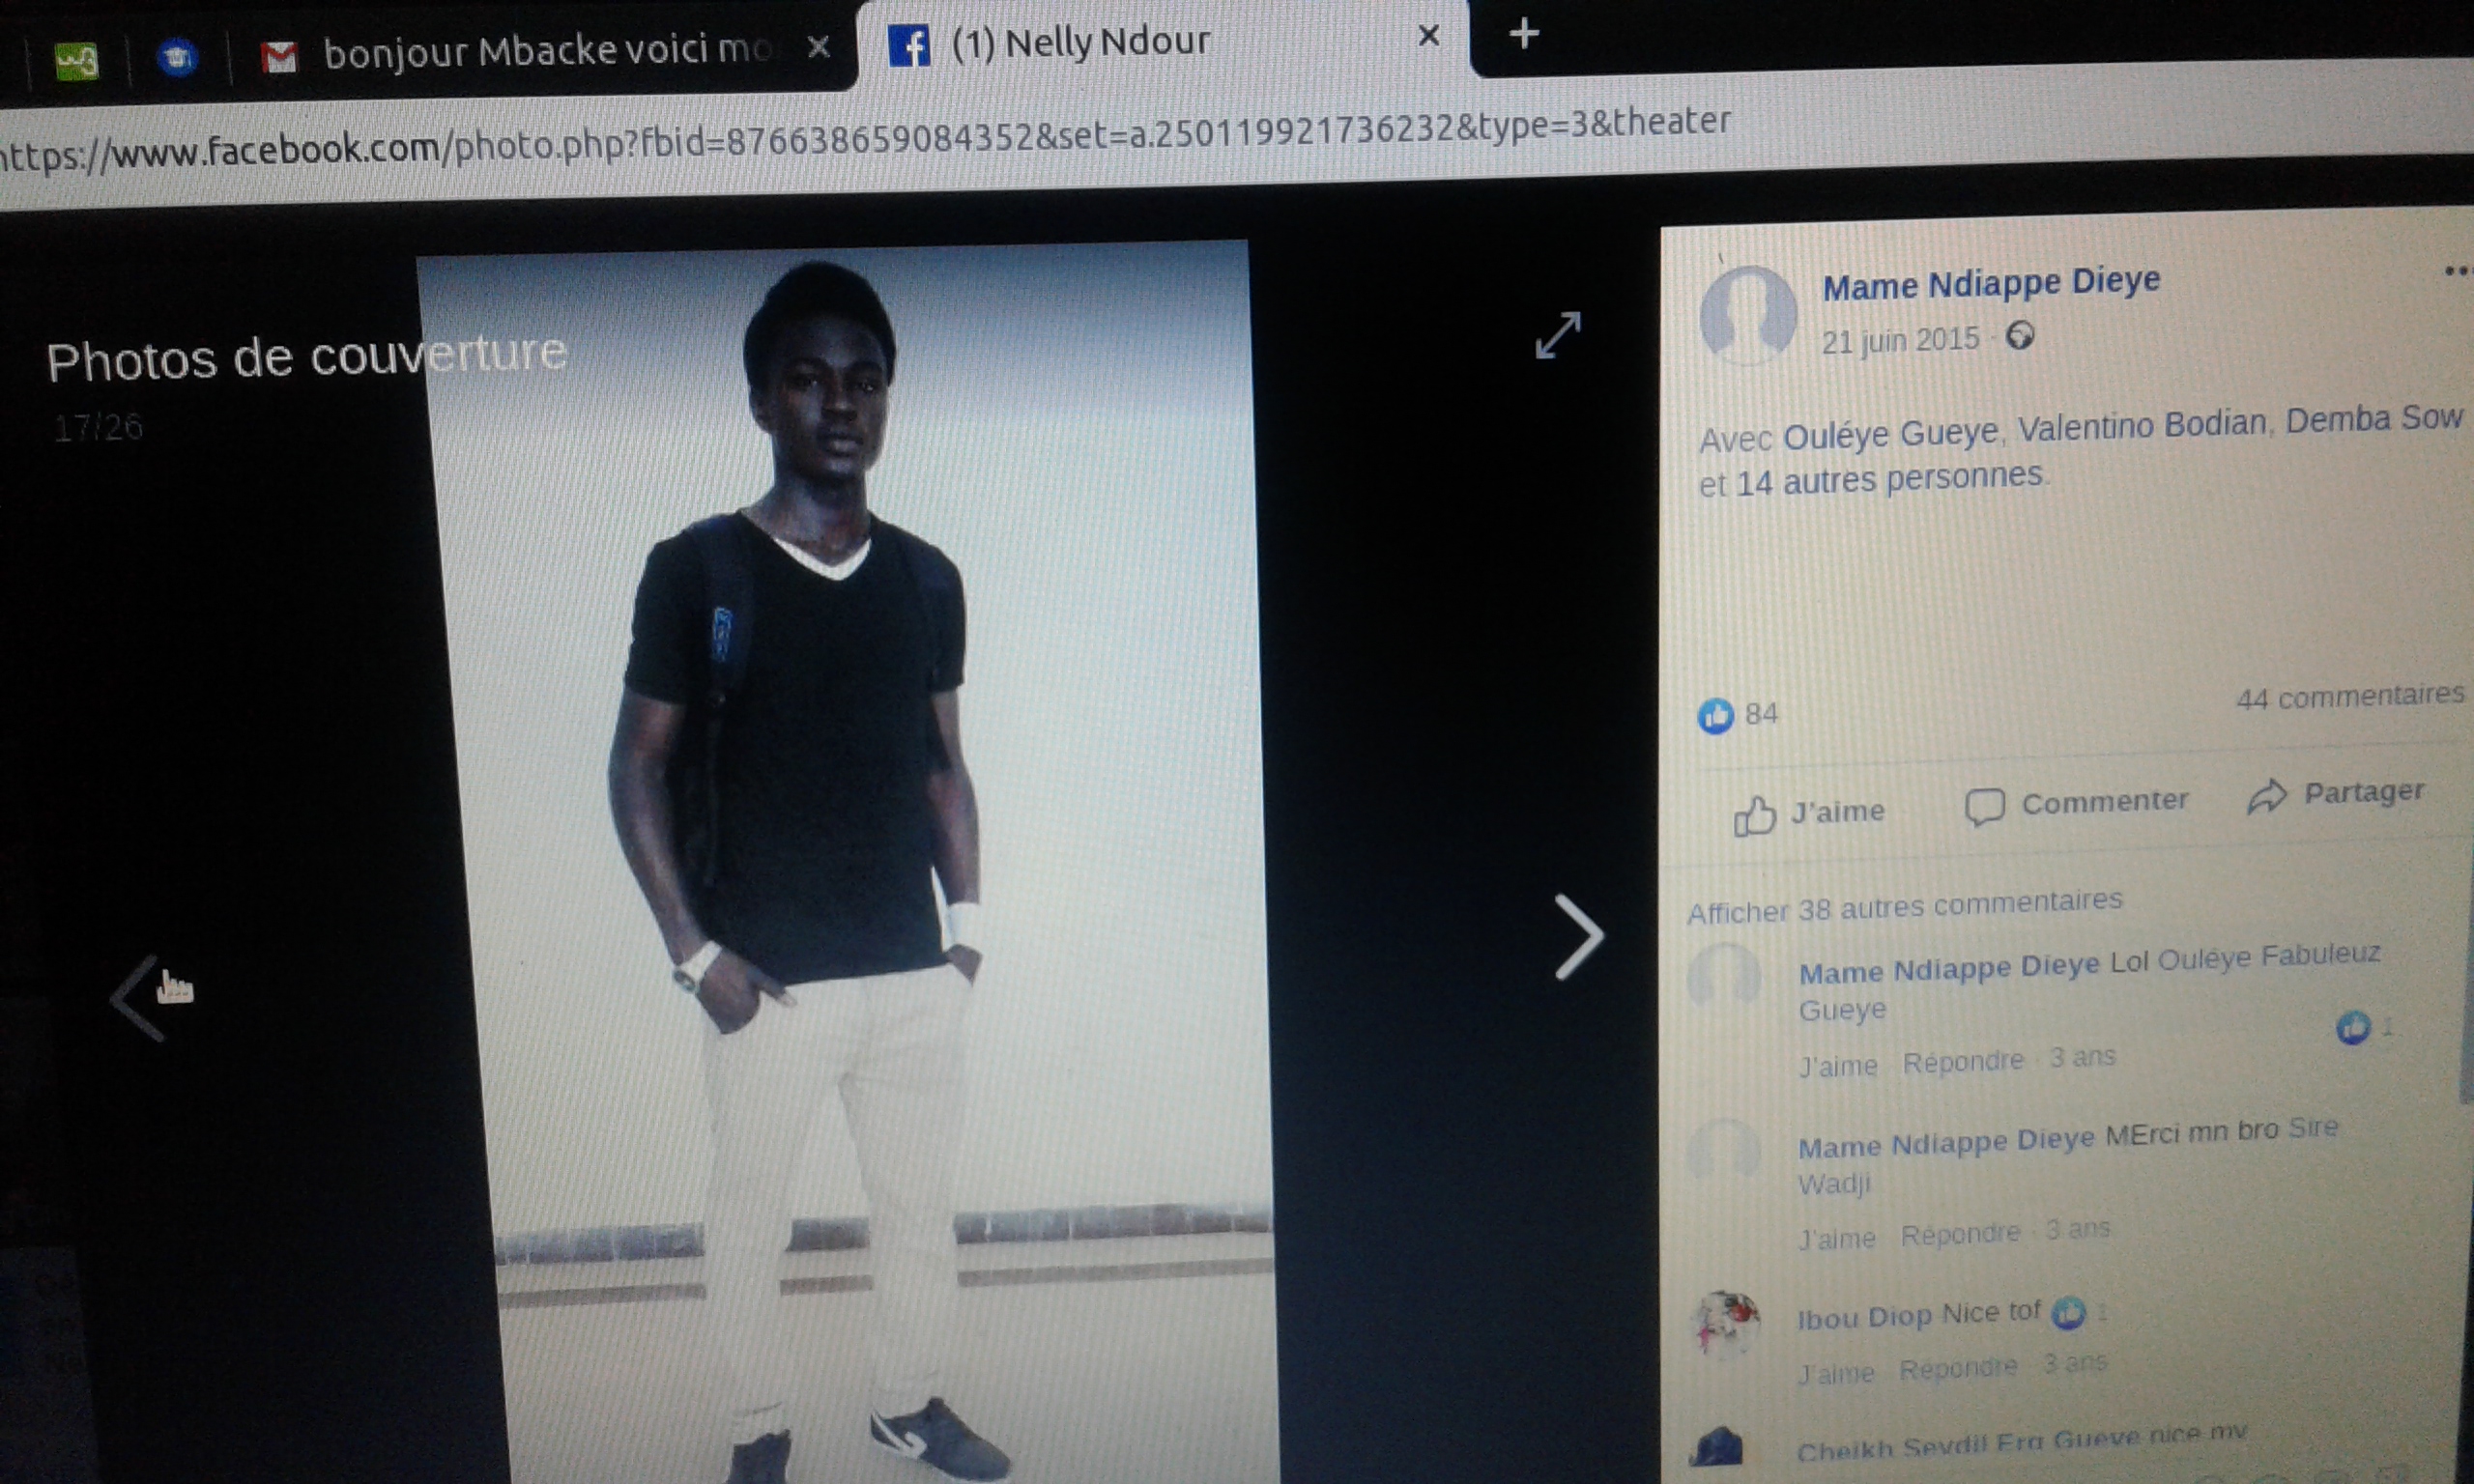 bonjour Mbacke voici mo
(1) Nelly Ndour
ttps://www.facebook.com/photo.php?fbid=876638659084352&set=a.250119921736232&type=3&theater
Photos de couverture
17/26
Mame Ndiappe Dieye
21 juin 2015
Avec Ouléye Gueye, Valentino Bodian, Demba Sow
et 14 autres personnes.
84
44 commentaires
J'aime Commenter Partager
Afficher 38 autres commentaires
Mame Ndiappe Dieye Lol Ouléye Fabuleuz
Gueye
1
J'aime Répondre · 3 ans
Mame Ndiappe Dieye MErci mn bro Sire
Wadji
J'aime Répondre · 3 ans
Ibou Diop Nice tof 1
J'aime Répondre · 3 ans
Cheikh Seydil Era Gueye nice my